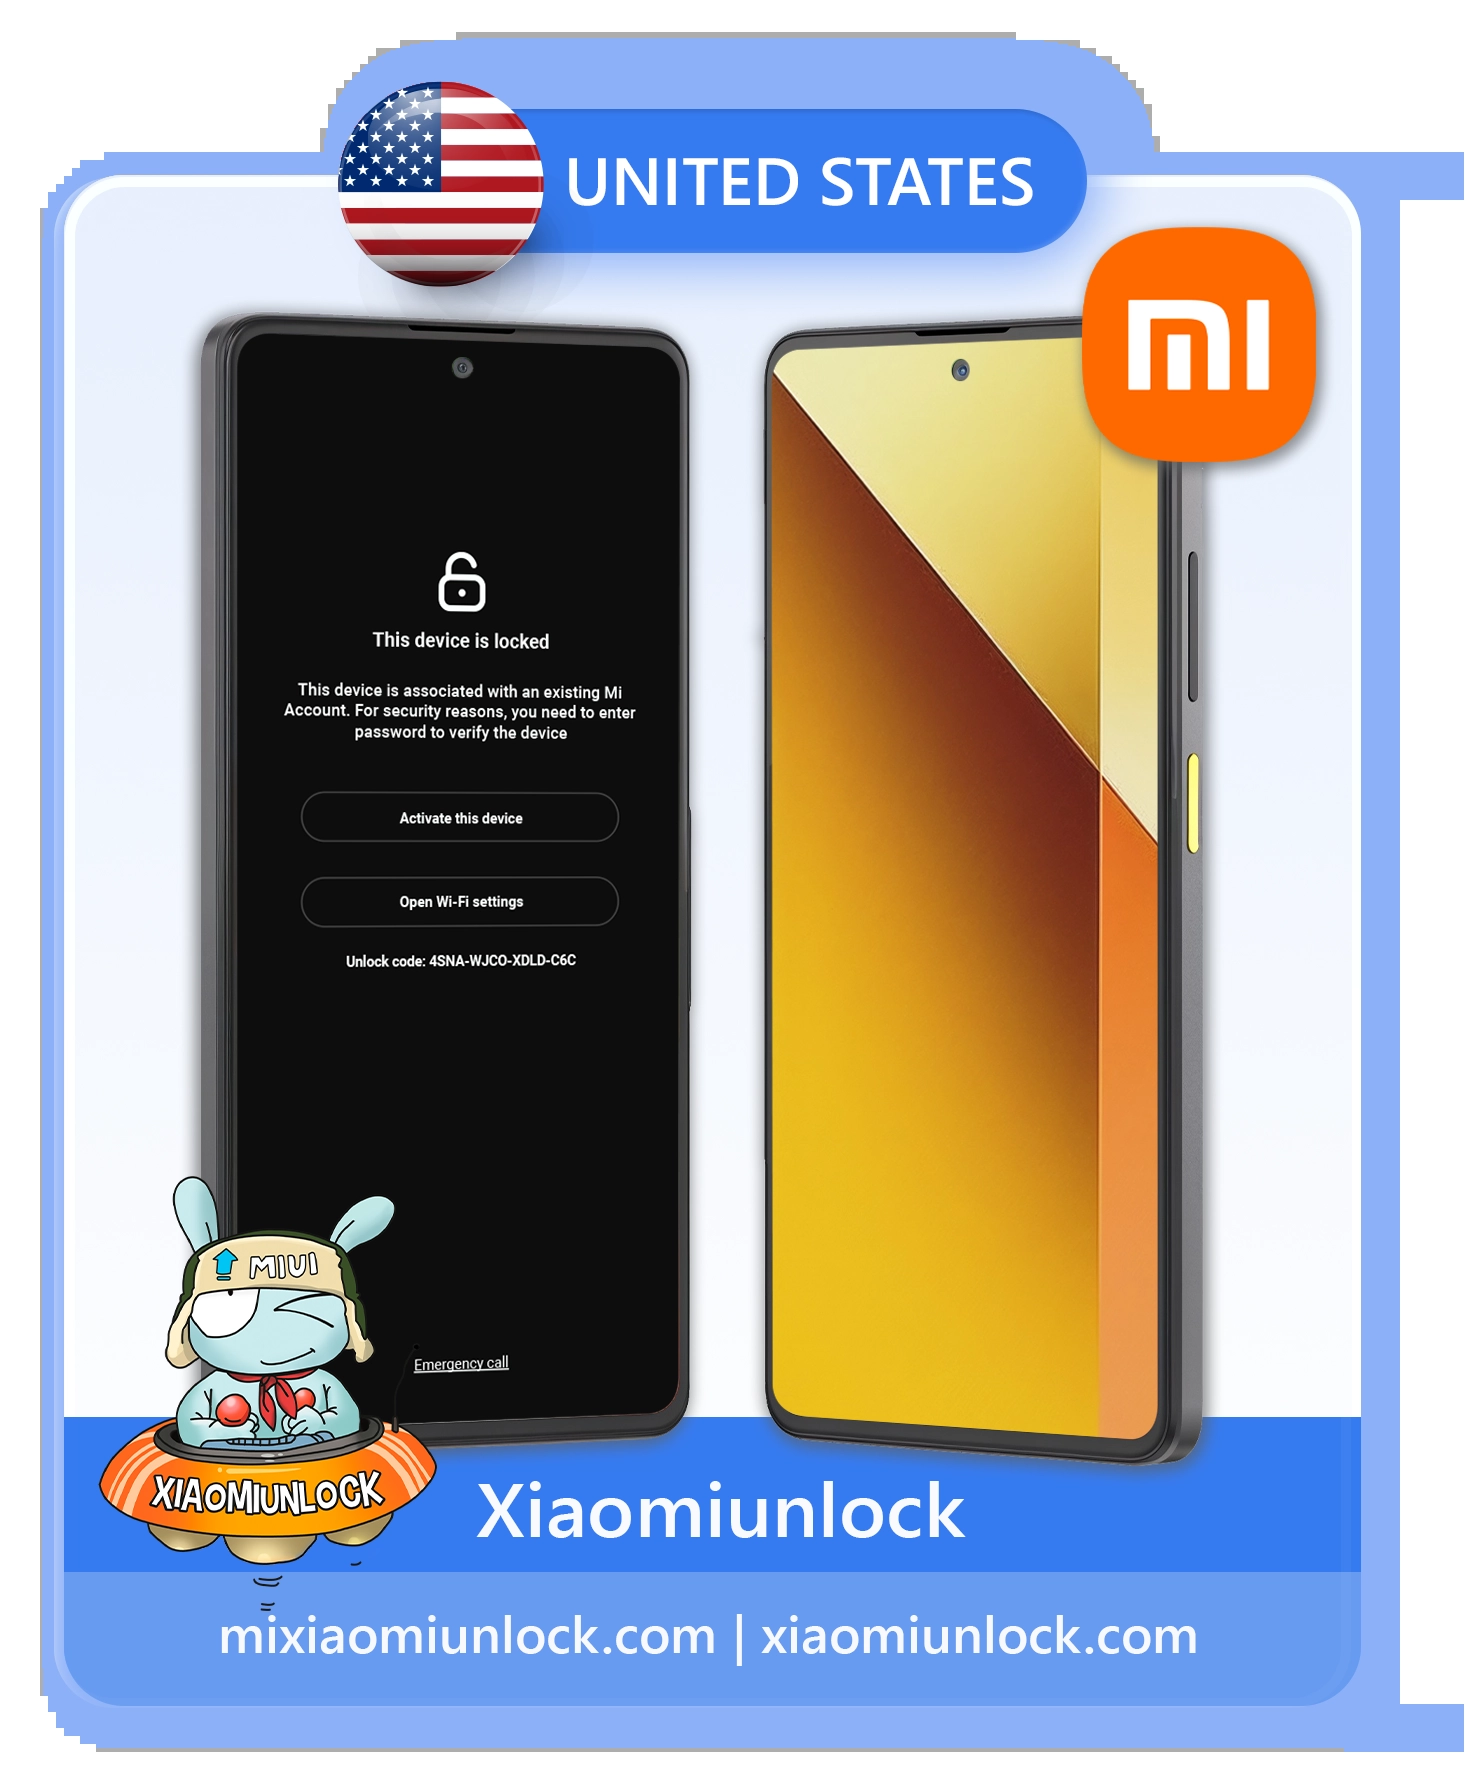 UNITED STATES
mi
This device is locked
This device is associated with an existing Mi
Account. For security reasons, you need to enter
password to verify the device
Activate this device
Open Wi-Fi settings
Unlock code: 4SNA-WJCO-XDLD-C6C
MIUI
Emergency call
XIAOMIUNLOCK
Xiaomiunlock
mixiaomiunlock.com | xiaomiunlock.com